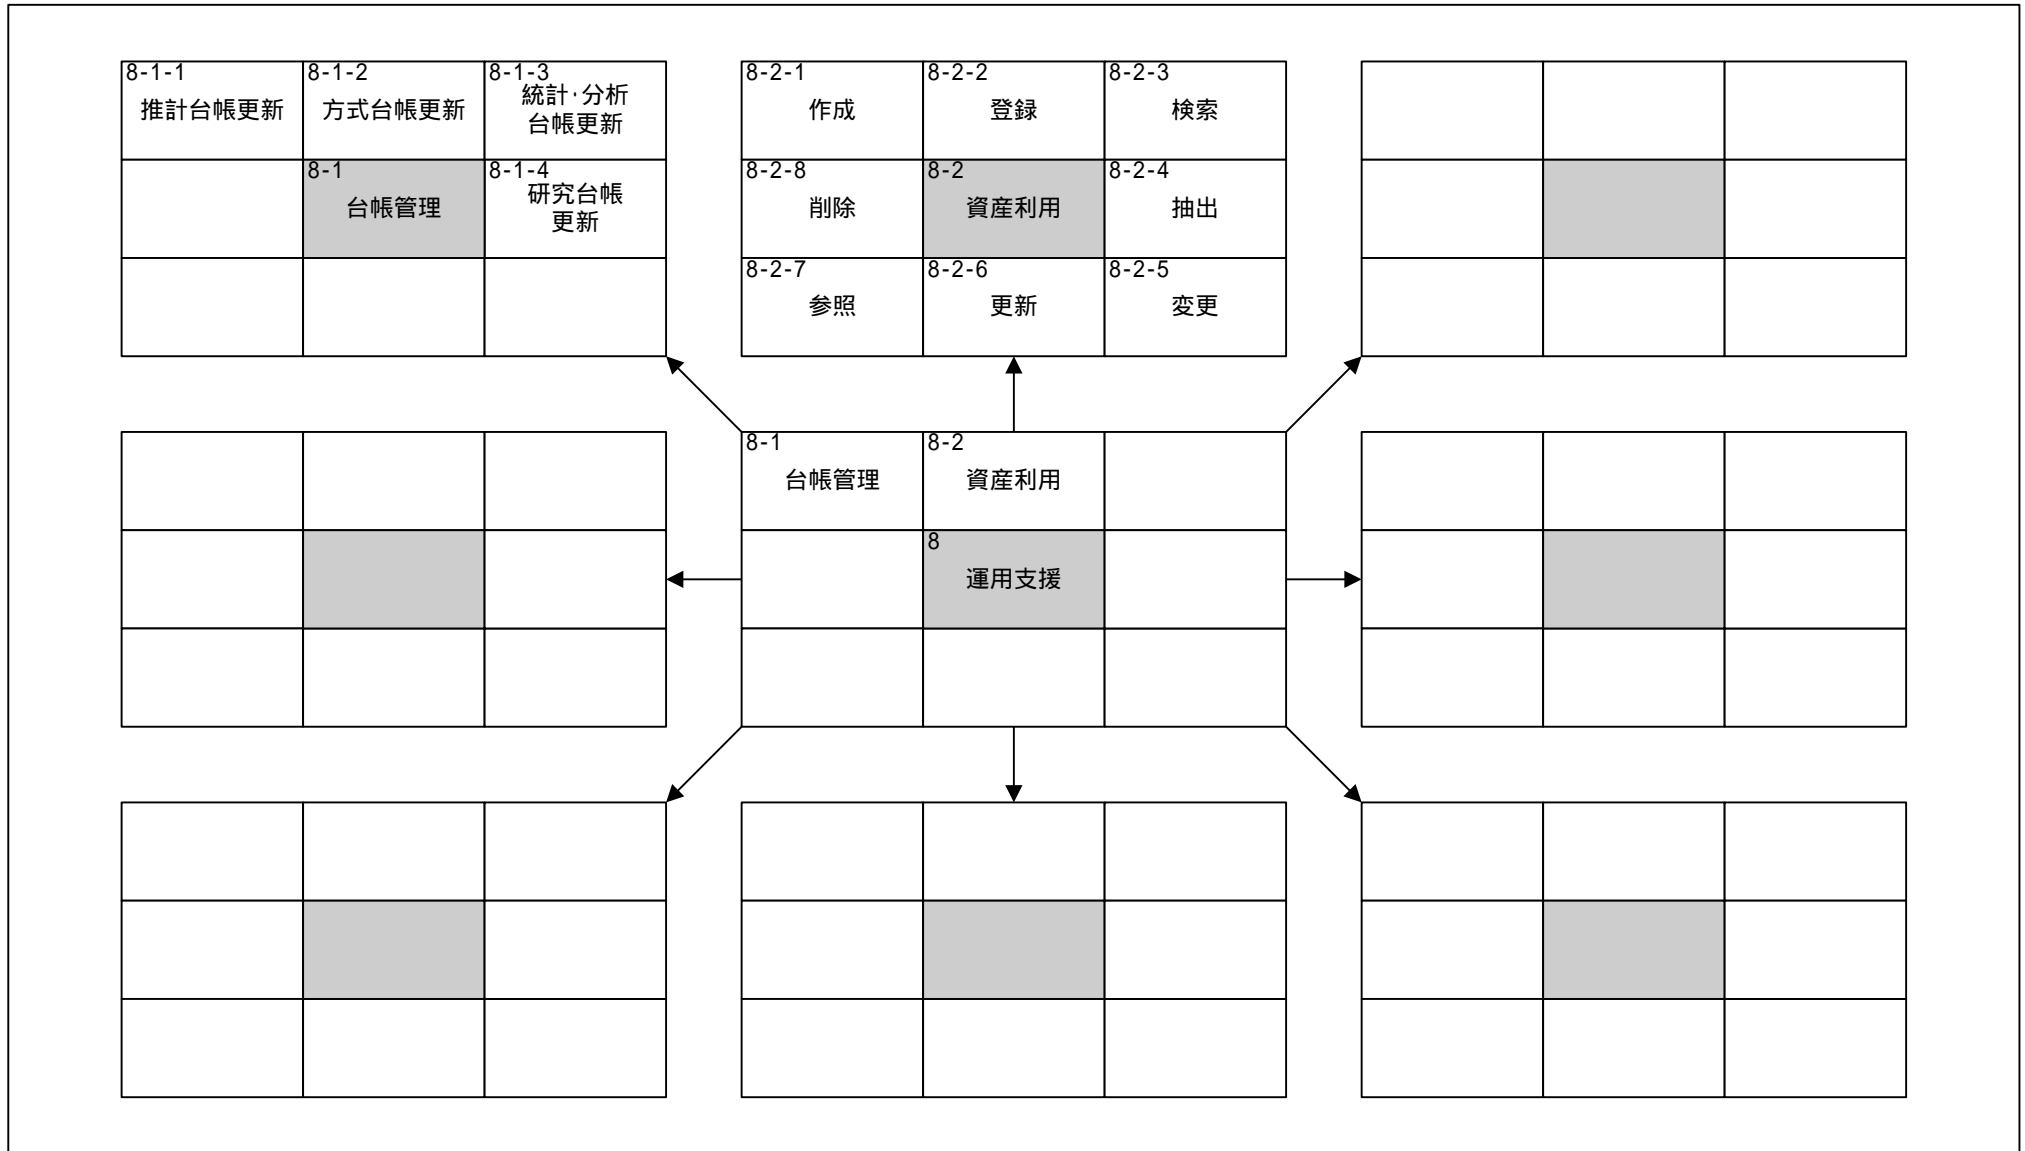 8-1-1
推計台帳更新
8-1-2
方式台帳更新
8-1-3
統計・分析
台帳更新
8-1
台帳管理
8-1-4
研究台帳
更新
8-2-1
作成
8-2-2
登録
8-2-3
検索
8-2-8
削除
8-2
資産利用
8-2-4
抽出
8-2-7
参照
8-2-6
更新
8-2-5
変更
8-1
台帳管理
8-2
資産利用
8
運用支援